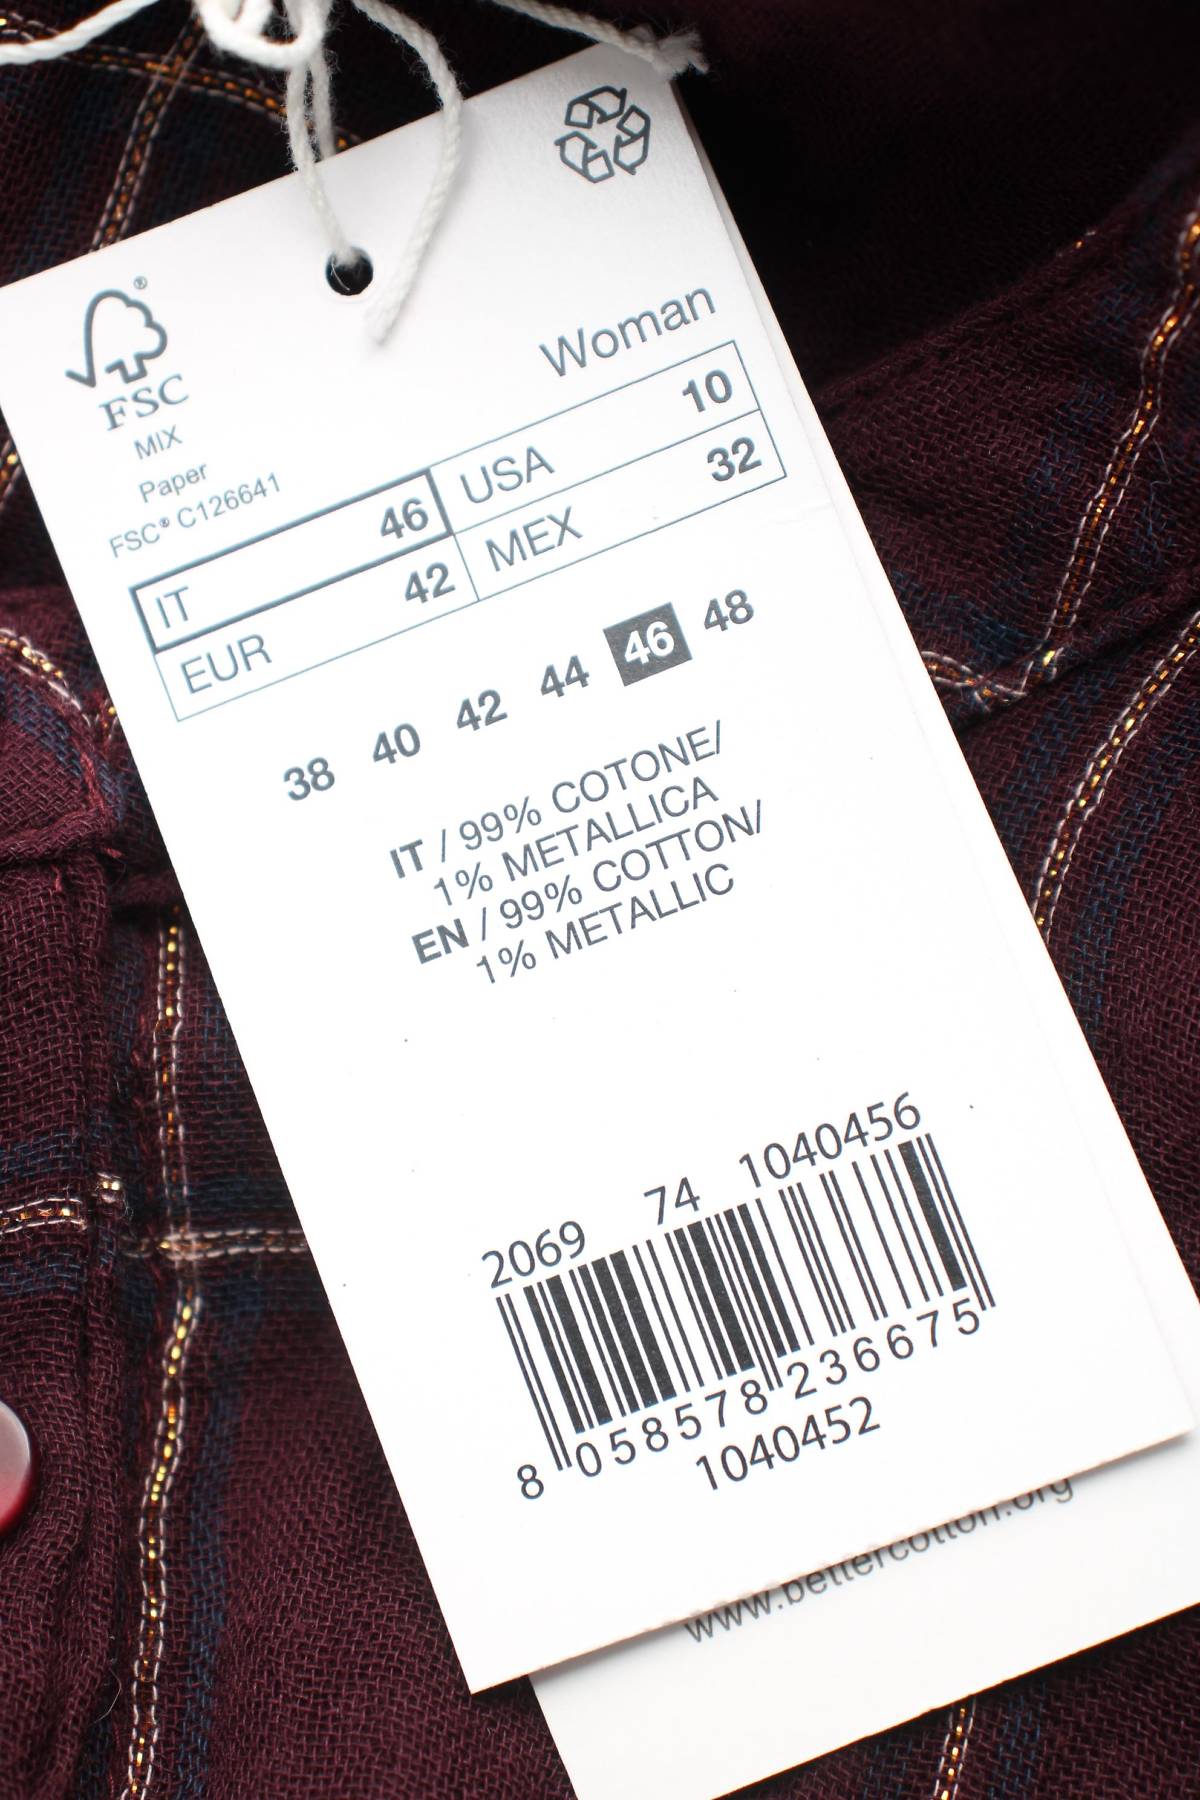 ®
FSC
MIX
Paper
FSC® C126641
Woman
IT 46 USA 10
EUR 42 MEX 32
38 40 42 44 46 48
IT / 99% COTONE/
1% METALLICA
EN / 99% COTTON/
1% METALLIC
2069 74 1040456
8 058578 236675
1040452
www.bettercotton.org